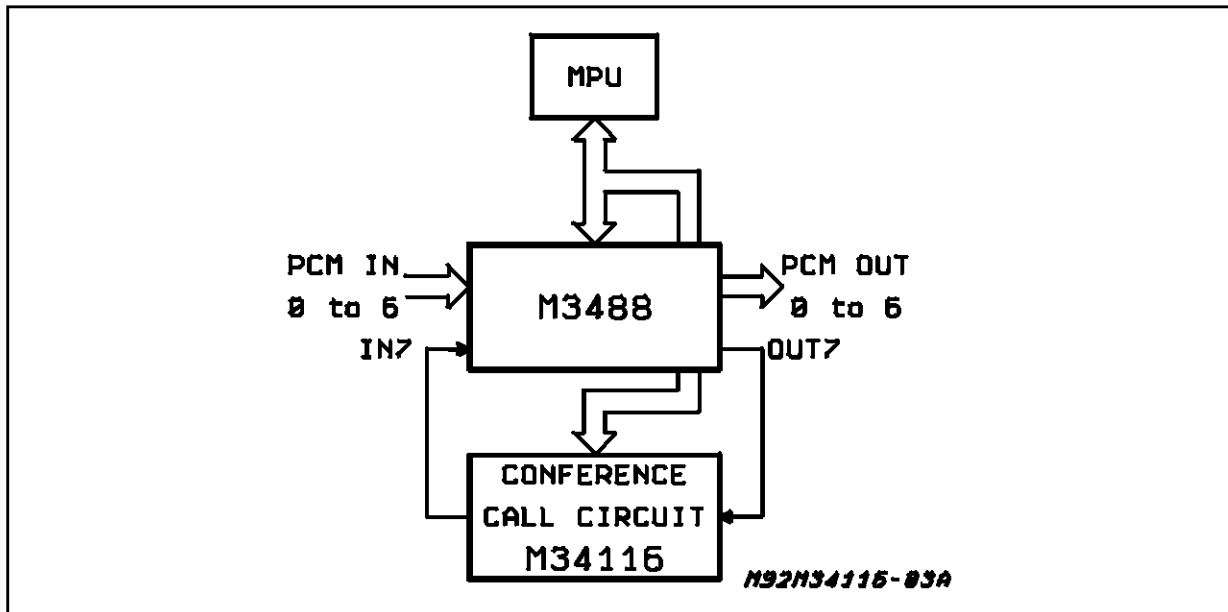 MPU
PCM IN
0 to 6
IN7
M3488
PCM OUT
0 to 6
OUT7
CONFERENCE
CALL CIRCUIT
M34116
M92M34116-03A